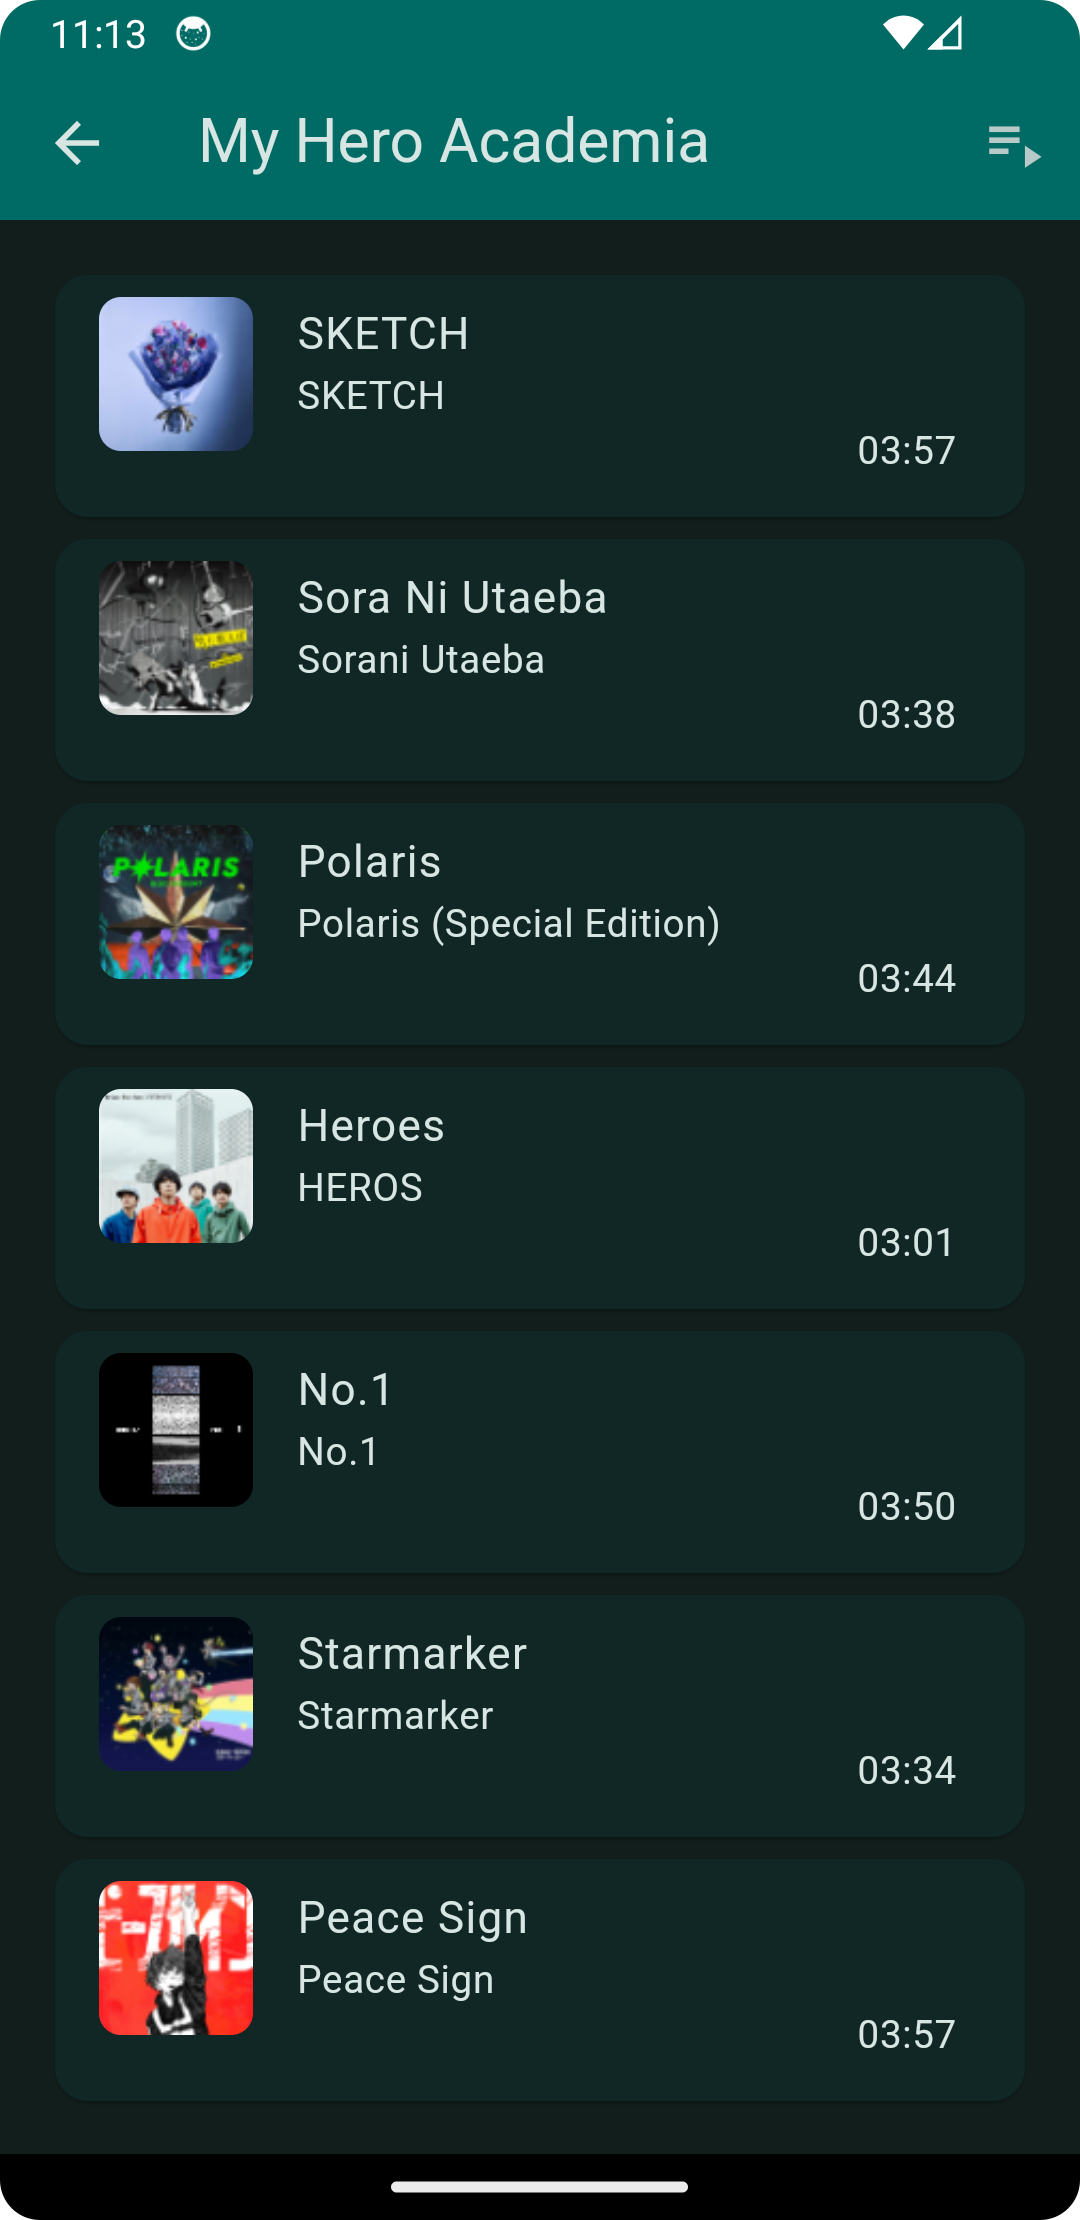 11:13
My Hero Academia
SKETCH
SKETCH
03:57
Sora Ni Utaeba
Sorani Utaeba
03:38
POLARIS
Polaris
Polaris (Special Edition)
03:44
Heroes
HEROS
03:01
No.1
No.1
03:50
Starmarker
Starmarker
03:34
Peace Sign
Peace Sign
03:57